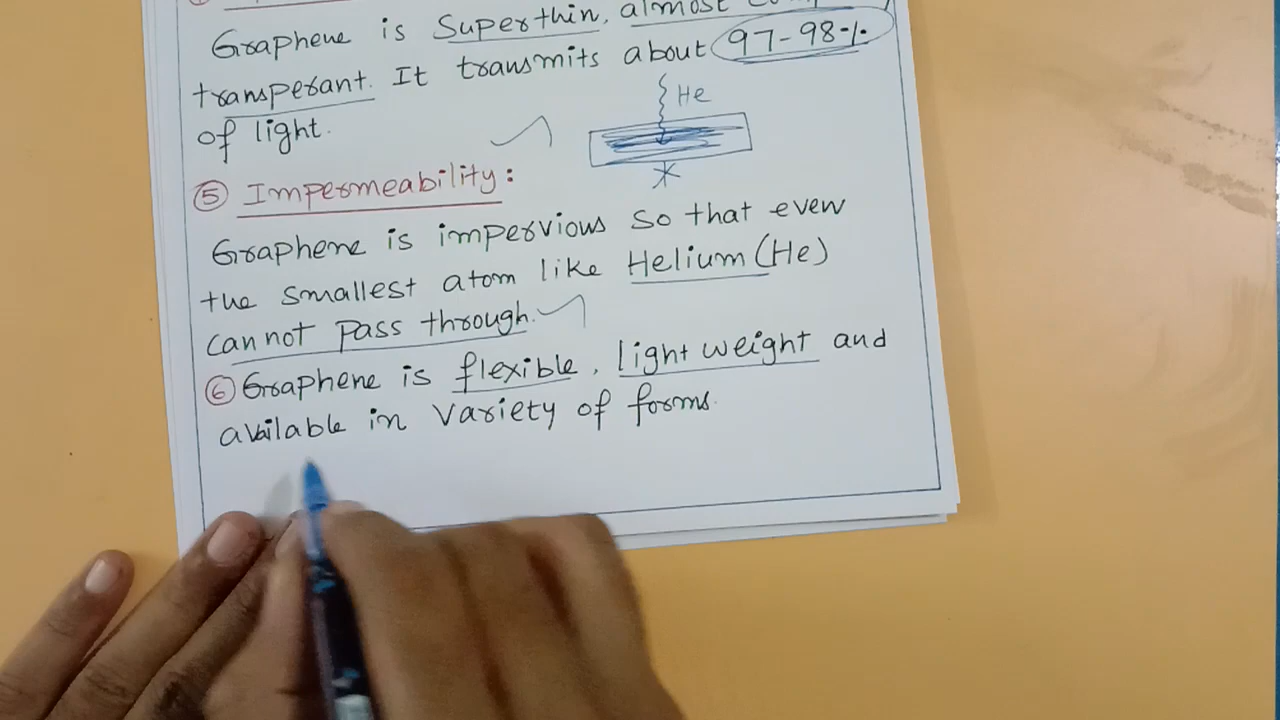 Graphene is Superthin, almost
transperant. It transmits about 97-98%
of light.
He
⑤ Impermeability:
Graphene is impervious so that even
the smallest atom like Helium (He)
cannot pass through.
⑥ Graphene is flexible, light weight and
available in variety of forms.